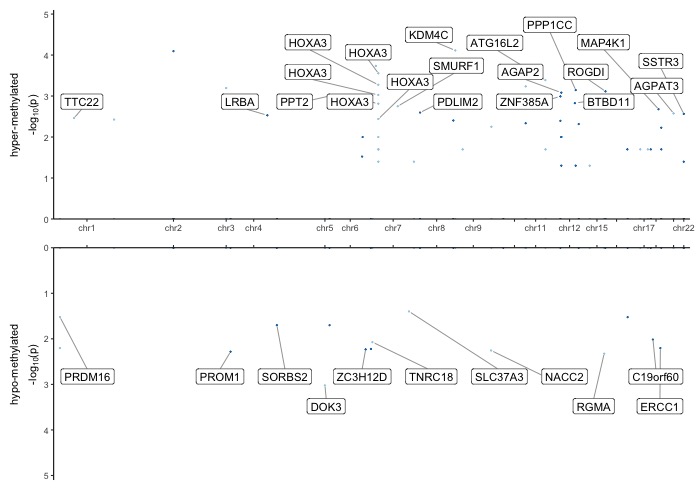 5
PPP1CC
KDM4C
HOXA3
ATG16L2
MAP4K1
4
HOXA3
SMURF1
SSTR3
HOXA3
HOXA3
AGAP2
ROGDI
AGPAT3
3
TTC22
LRBA
PPT2
HOXA3
PDLIM2
ZNF385A
BTBD11
2
1
0
hyper-methylated
-log10(p)
chr1
chr2
chr3
chr4
chr5
chr6
chr7
chr8
chr9
chr11
chr12
chr15
chr17
chr22
0
1
2
PRDM16
PROM1
SORBS2
ZC3H12D
TNRC18
SLC37A3
NACC2
C19orf60
3
DOK3
RGMA
ERCC1
4
5
hypo-methylated
-log10(p)